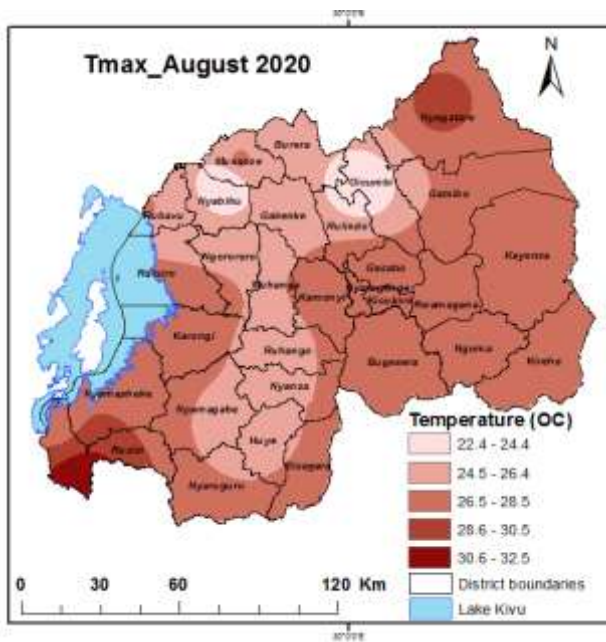 Tmax_August 2020
N
Burera
Musanze
Nyagatare
Gicumbi
Nyabihu
Rubavu
Gakenke
Gatsibo
Rulindo
Ngororero
Rutsiro
Kayonza
Muhanga
Gasabo
Kamonyi
Kicukiro
Rwamagana
Karongi
Ruhango
Bugesera
Ngoma
Kirehe
Nyanza
Nyamasheke
Nyamagabe
Huye
Rusizi
Gisagara
Nyaruguru
Temperature (OC)
22.4 - 24.4
24.5 - 26.4
26.5 - 28.5
28.6 - 30.5
30.6 - 32.5
District boundaries
Lake Kivu
0 30 60 120 Km